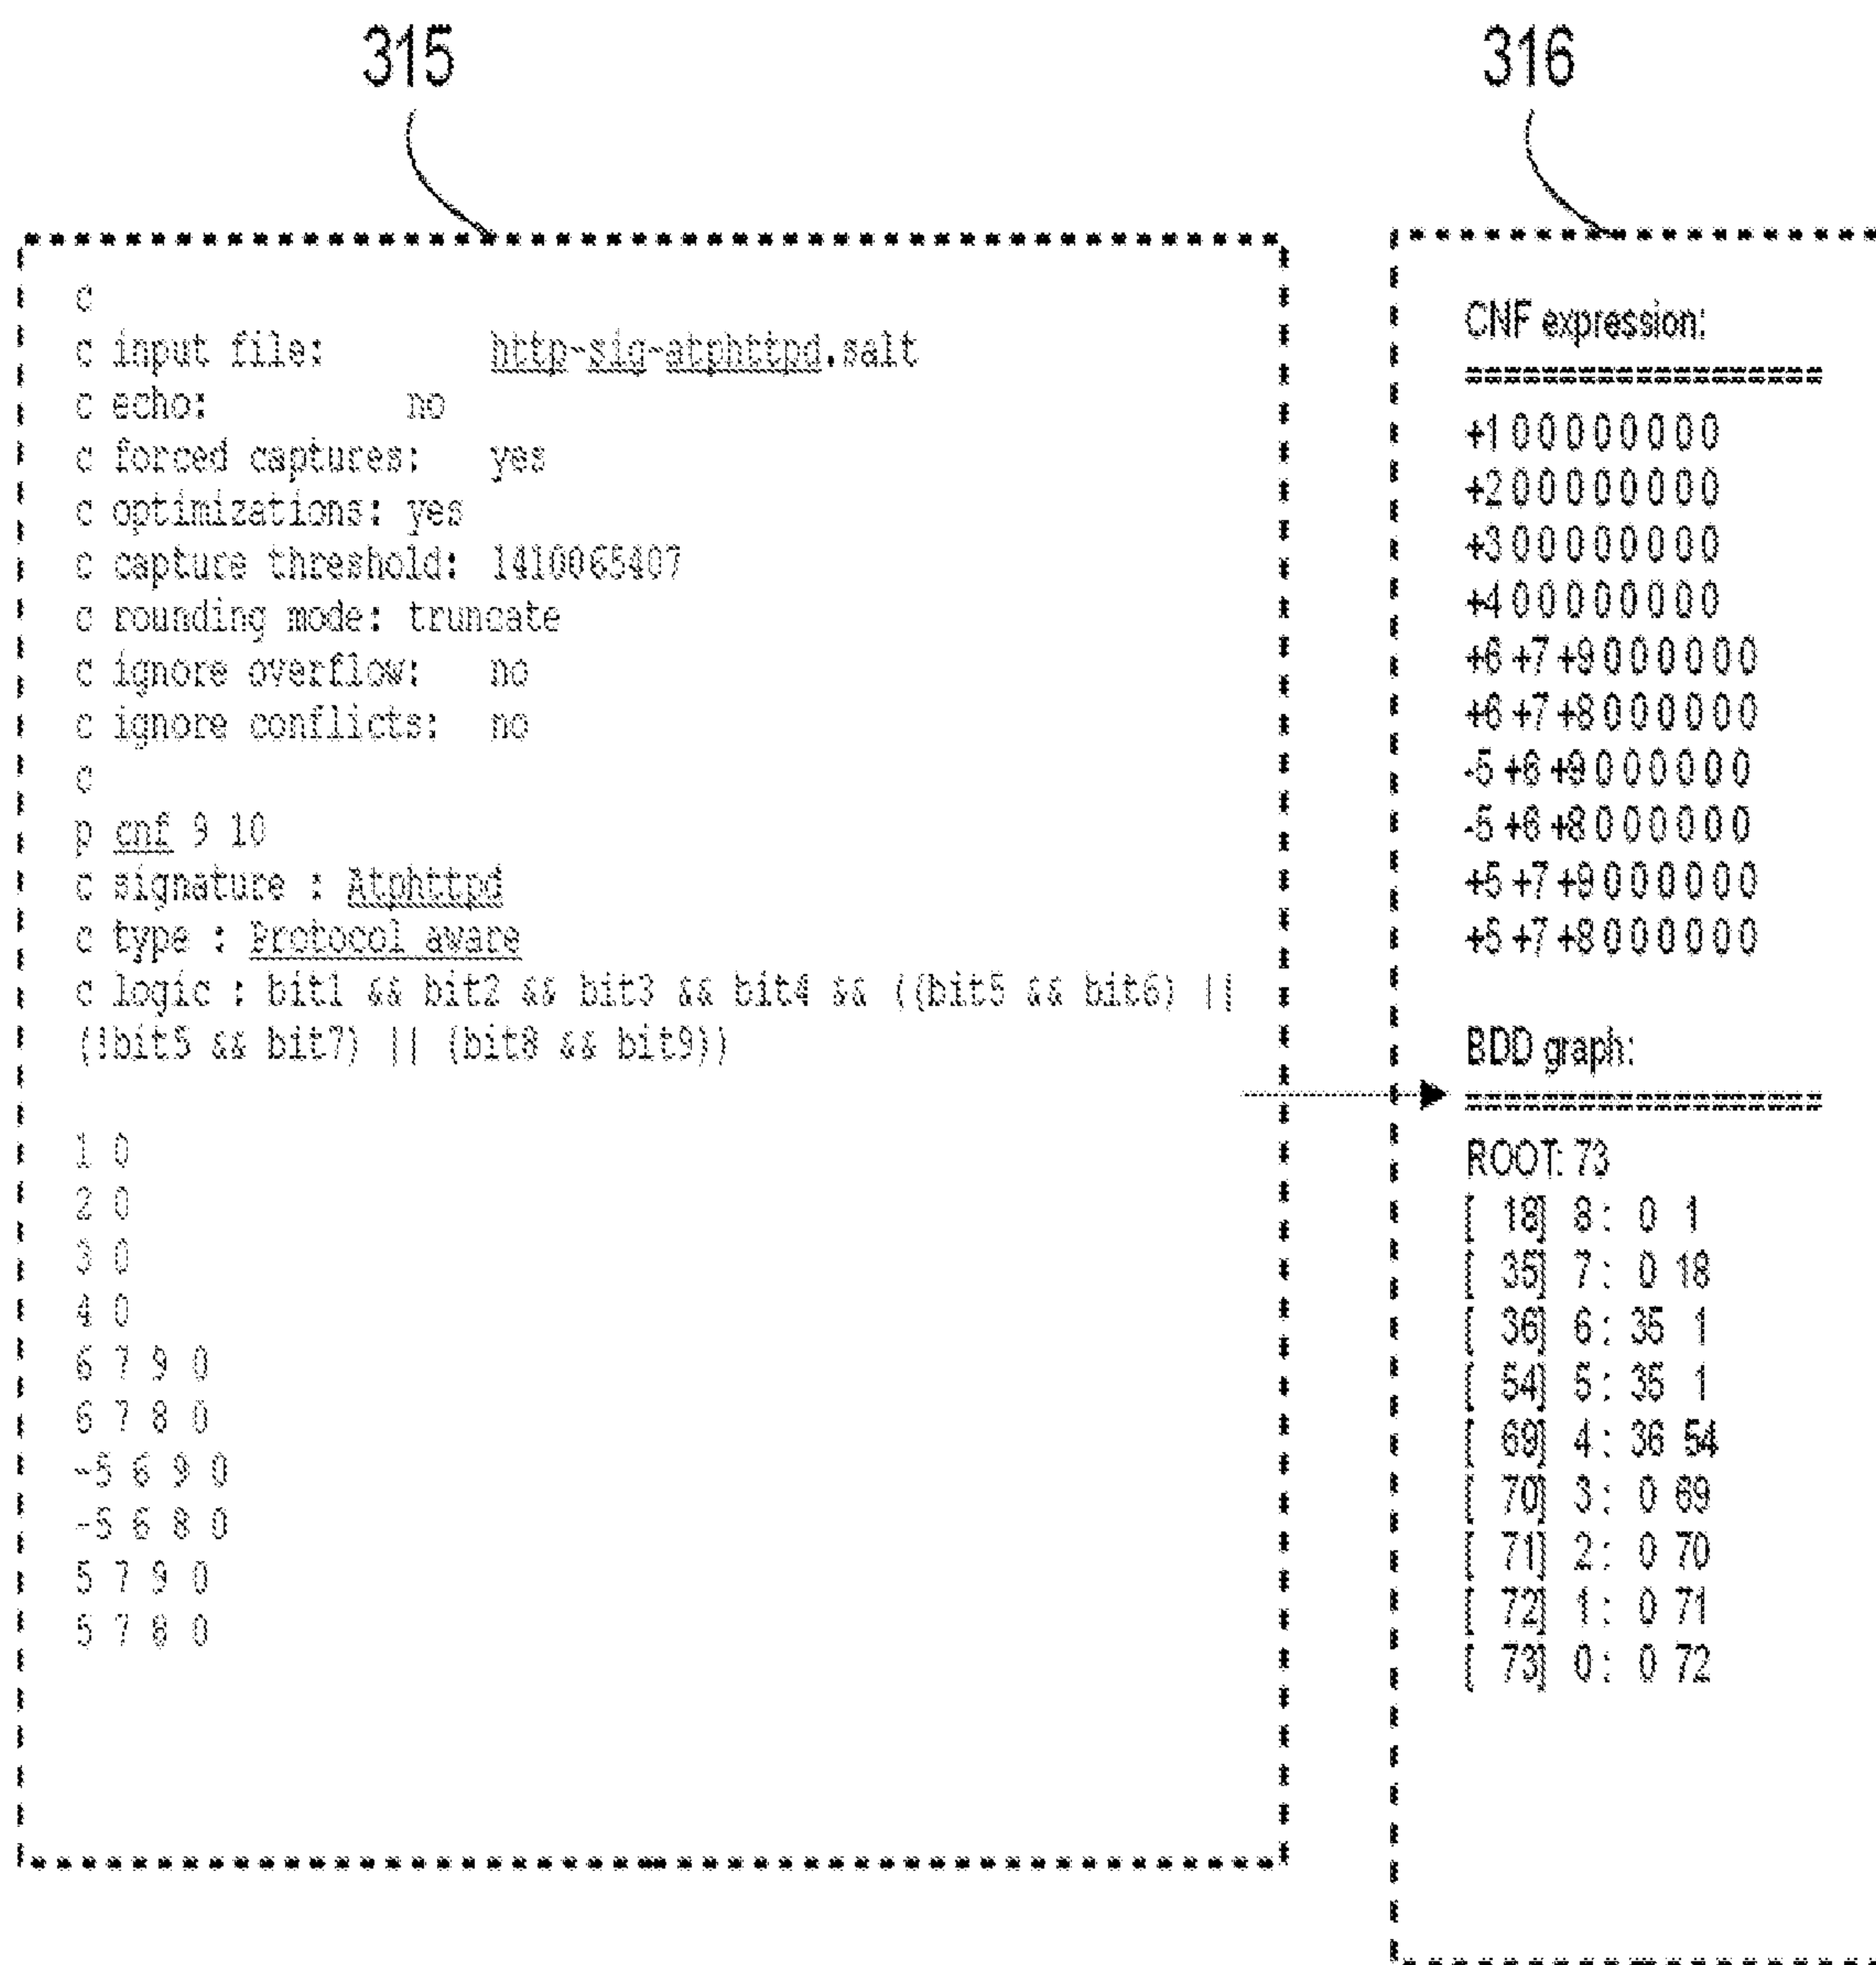 315
c
c input file: http-sig-atphttpd.salt
c echo: no
c forced captures: yes
c optimizations: yes
c capture threshold: 1410065407
c rounding mode: truncate
c ignore overflow: no
c ignore conflicts: no
c
p cnf 9 10
c signature : Atphttpd
c type : Protocol aware
c logic : bit1 && bit2 && bit3 && bit4 && ((bit5 && bit6) ||
(!bit5 && bit7) || (bit8 && bit9))
1 0
2 0
3 0
4 0
6 7 9 0
6 7 8 0
-5 6 9 0
-5 6 8 0
5 7 9 0
5 7 8 0
316
CNF expression:
===================
+1 0 0 0 0 0 0 0 0
+2 0 0 0 0 0 0 0 0
+3 0 0 0 0 0 0 0 0
+4 0 0 0 0 0 0 0 0
+6 +7 +9 0 0 0 0 0 0
+6 +7 +8 0 0 0 0 0 0
-5 +6 +9 0 0 0 0 0 0
-5 +6 +8 0 0 0 0 0 0
+5 +7 +9 0 0 0 0 0 0
+5 +7 +8 0 0 0 0 0 0
BDD graph:
===================
ROOT: 73
[ 18] 8 : 0 1
[ 35] 7 : 0 18
[ 36] 6 : 35 1
[ 54] 5 : 35 1
[ 69] 4 : 36 54
[ 70] 3 : 0 69
[ 71] 2 : 0 70
[ 72] 1 : 0 71
[ 73] 0 : 0 72